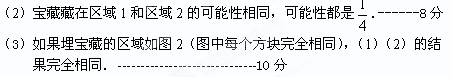 （2）宝藏藏在区域 1 和区域 2 的可能性相同，可能性都是 1/4 .------8 分
（3）如果埋宝藏的区域如图 2（图中每个方块完全相同），（1）（2）的结
果完全相同． ----------------------------10 分